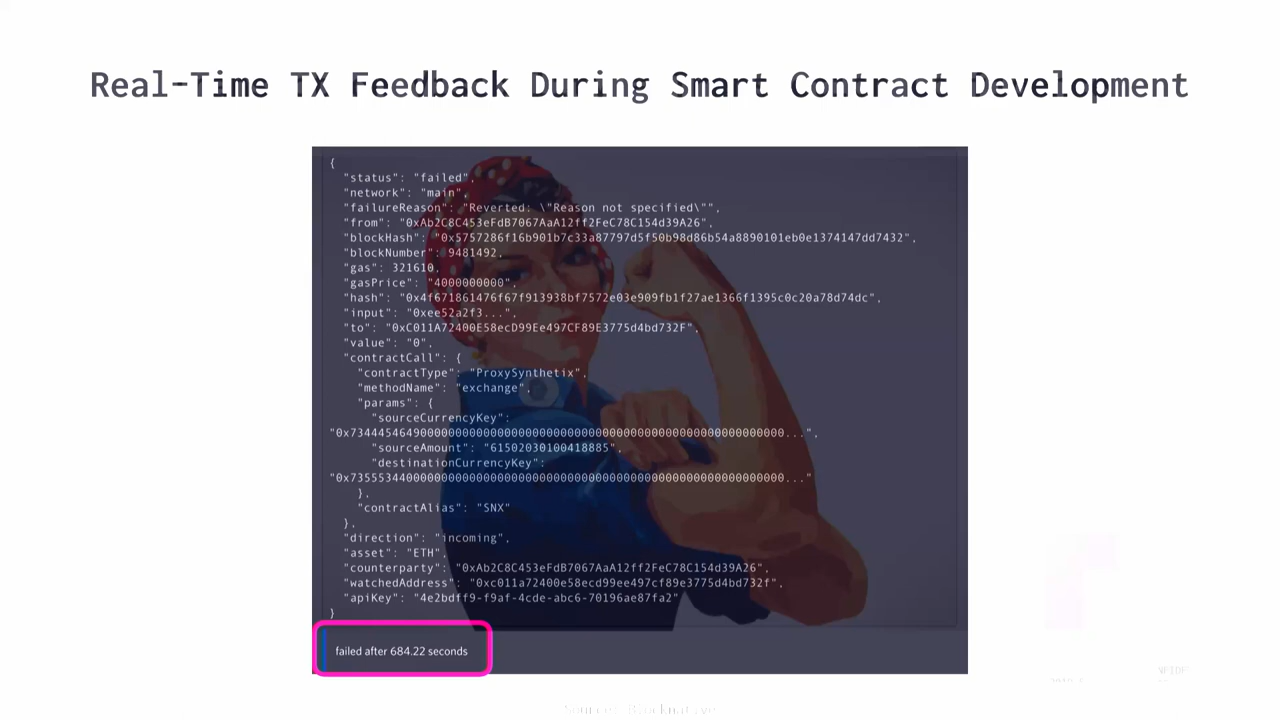 Real-Time TX Feedback During Smart Contract Development
{
"status": "failed",
"network": "main",
"failureReason": "Reverted: \"Reason not specified\"",
"from": "0xAb2C8C453eFdB7067AaA12ff2FeC78C154d39A26",
"blockHash": "0x5757286f16b901b7c33a87797d5f50b98d86b54a8890101eb0e1374147dd7432",
"blockNumber": 9481492,
"gas": 321610,
"gasPrice": "4000000000",
"hash": "0x4f671861476f67f913938bf7572e03e909fb1f27ae1366f1395c0c20a78d74dc",
"input": "0xee52a2f3...",
"to": "0xC011A72400E58ecD99Ee497CF89E3775d4bd732F",
"value": "0",
"contractCall": {
"contractType": "ProxySynthetix",
"methodName": "exchange",
"params": {
"sourceCurrencyKey":
"0x7344454649000000000000000000000000000000000000000000000000000000...",
"sourceAmount": "61502030100418885",
"destinationCurrencyKey":
"0x7355534400000000000000000000000000000000000000000000000000000000..."
},
"contractAlias": "SNX"
},
"direction": "incoming",
"asset": "ETH",
"counterparty": "0xAb2C8C453eFdB7067AaA12ff2FeC78C154d39A26",
"watchedAddress": "0xc011a72400e58ecd99ee497cf89e3775d4bd732f",
"apiKey": "4e2bdff9-f9af-4cde-abc6-70196ae87fa2"
}
failed after 684.22 seconds
Source: Blocknative